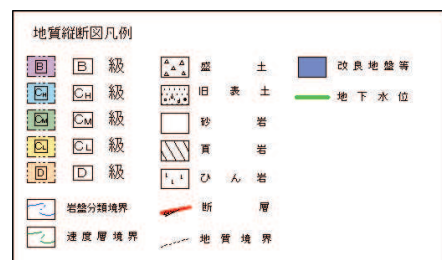 地質縦断図凡例
B B 級
CH CH 級
CM CM 級
CL CL 級
D D 級
岩盤分類境界
速度層境界
盛土
旧表土
砂岩
頁岩
ひん岩
断層
地質境界
改良地盤等
地下水位